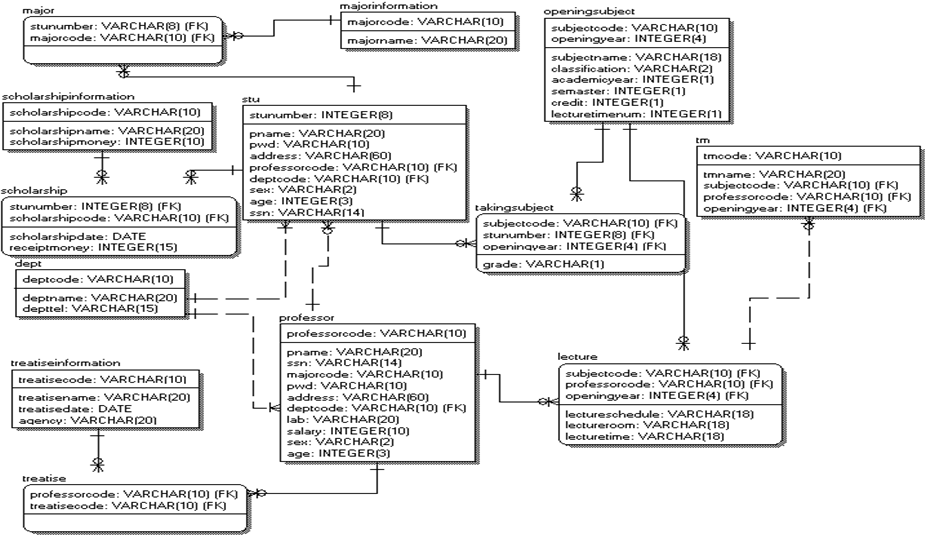 major
stunumber: VARCHAR(8) (FK)
majorcode: VARCHAR(10) (FK)
majorinformation
majorcode: VARCHAR(10)
majorname: VARCHAR(20)
openingsubject
subjectcode: VARCHAR(10)
openingyear: INTEGER(4)
subjectname: VARCHAR(18)
classification: VARCHAR(2)
academicyear: INTEGER(1)
semaster: INTEGER(1)
credit: INTEGER(1)
lecturetimenum: INTEGER(1)
scholarshipinformation
scholarshipcode: VARCHAR(10)
scholarshipname: VARCHAR(20)
scholarshipmoney: INTEGER(10)
stu
stunumber: INTEGER(8)
pname: VARCHAR(20)
pwd: VARCHAR(10)
address: VARCHAR(60)
professorcode: VARCHAR(10) (FK)
deptcode: VARCHAR(10) (FK)
sex: VARCHAR(2)
age: INTEGER(3)
ssn: VARCHAR(14)
tm
tmcode: VARCHAR(10)
tmname: VARCHAR(20)
subjectcode: VARCHAR(10) (FK)
professorcode: VARCHAR(10) (FK)
openingyear: INTEGER(4) (FK)
scholarship
stunumber: INTEGER(8) (FK)
scholarshipcode: VARCHAR(10) (FK)
scholarshipdate: DATE
receiptmoney: INTEGER(15)
takingsubject
subjectcode: VARCHAR(10) (FK)
stunumber: INTEGER(8) (FK)
openingyear: INTEGER(4) (FK)
grade: VARCHAR(1)
dept
deptcode: VARCHAR(10)
deptname: VARCHAR(20)
depttel: VARCHAR(15)
professor
professorcode: VARCHAR(10)
pname: VARCHAR(20)
ssn: VARCHAR(14)
majorcode: VARCHAR(10)
pwd: VARCHAR(10)
address: VARCHAR(60)
deptcode: VARCHAR(10) (FK)
lab: VARCHAR(20)
salary: INTEGER(10)
sex: VARCHAR(2)
age: INTEGER(3)
lecture
subjectcode: VARCHAR(10) (FK)
professorcode: VARCHAR(10) (FK)
openingyear: INTEGER(4) (FK)
lectureschedule: VARCHAR(18)
lectureroom: VARCHAR(18)
lecturetime: VARCHAR(18)
treatiseinformation
treatisecode: VARCHAR(10)
treatisename: VARCHAR(20)
treatisedate: DATE
agency: VARCHAR(20)
treatise
professorcode: VARCHAR(10) (FK)
treatisecode: VARCHAR(10) (FK)